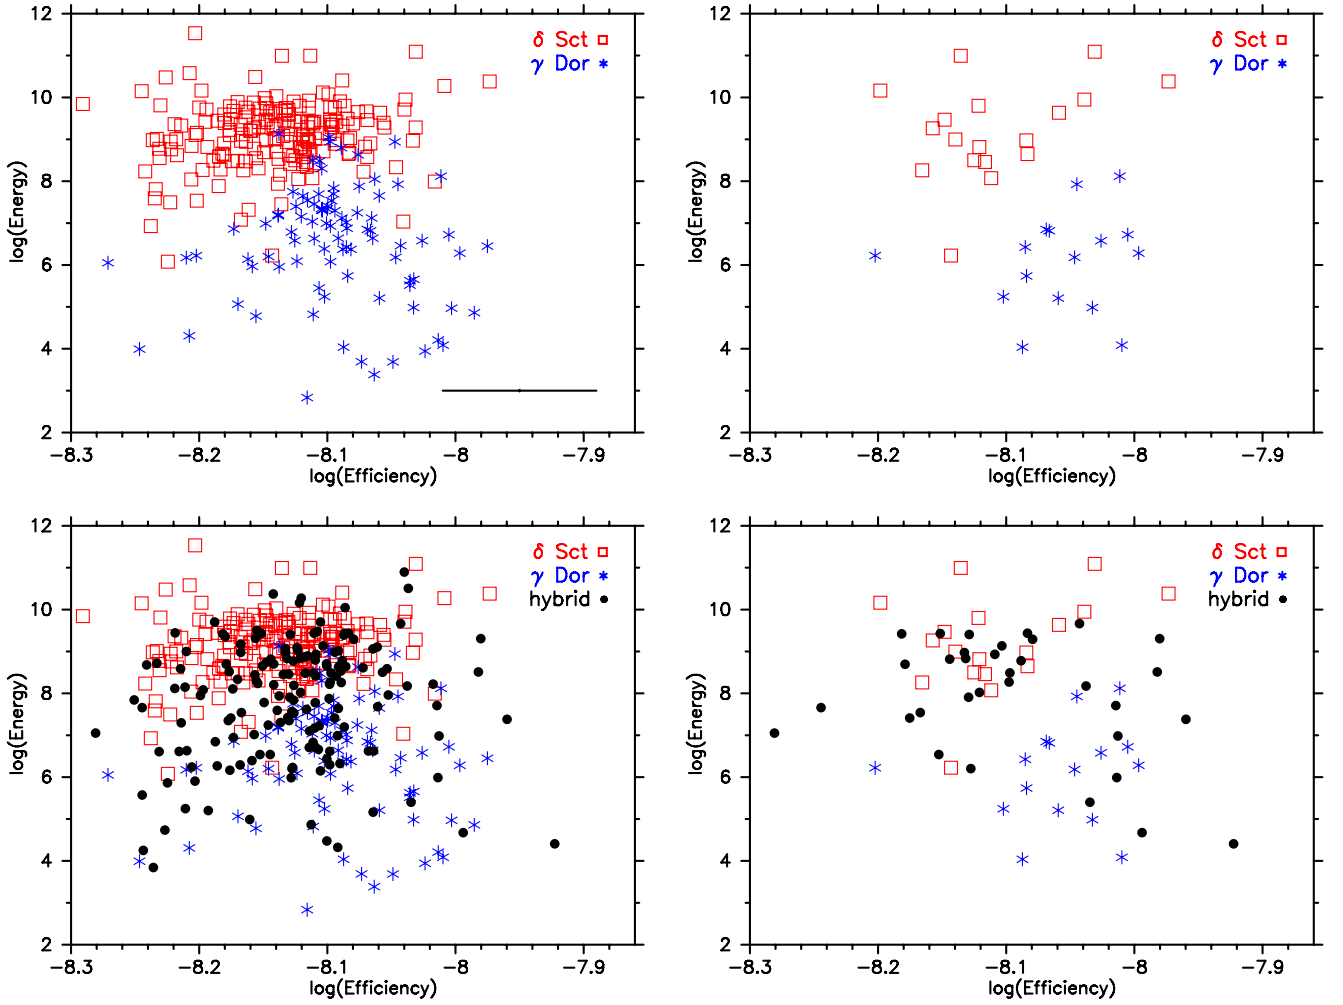 12
10
8
6
4
2
log(Energy)
δ Sct
γ Dor
−8.3 −8.2 −8.1 −8 −7.9
log(Efficiency)
12
10
8
6
4
2
log(Energy)
δ Sct
γ Dor
−8.3 −8.2 −8.1 −8 −7.9
log(Efficiency)
12
10
8
6
4
2
log(Energy)
δ Sct
γ Dor
hybrid
−8.3 −8.2 −8.1 −8 −7.9
log(Efficiency)
12
10
8
6
4
2
log(Energy)
δ Sct
γ Dor
hybrid
−8.3 −8.2 −8.1 −8 −7.9
log(Efficiency)